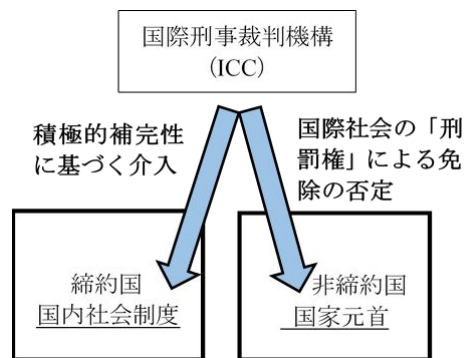 国際刑事裁判機構
(ICC)
積極的補完性
に基づく介入
国際社会の「刑
罰権」による免
除の否定
締約国
国内社会制度
非締約国
国家元首